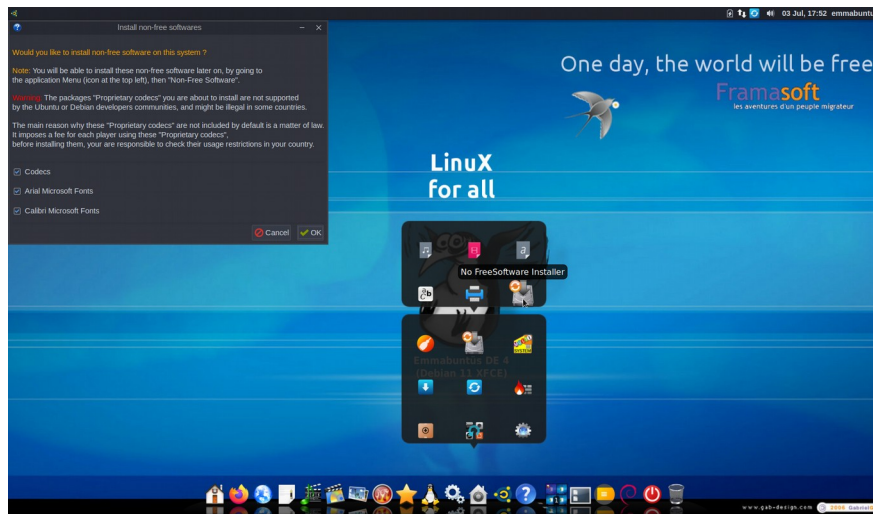 03 Jul, 17:52 emmabuntu
Install non-free softwares
Would you like to install non-free software on this system ?
Note: You will be able to install these non-free software later on, by going to
the application Menu (icon at the top left), then "Non-Free Software".
Warning: The packages "Proprietary codecs" you are about to install are not supported
by the Ubuntu or Debian developers communities, and might be illegal in some countries.
The main reason why these "Proprietary codecs" are not included by default is a matter of law.
It imposes a fee for each player using these "Proprietary codecs",
before installing them, your are responsible to check their usage restrictions in your country.
Codecs
Arial Microsoft Fonts
Calibri Microsoft Fonts
Cancel OK
One day, the world will be free
Framasoft
les aventures d'un peuple migrateur
LinuX
for all
No FreeSoftware Installer
Emmabuntüs DE 4
(Debian 11 XFCE)
www.gab-design.com
2008 Gabriel